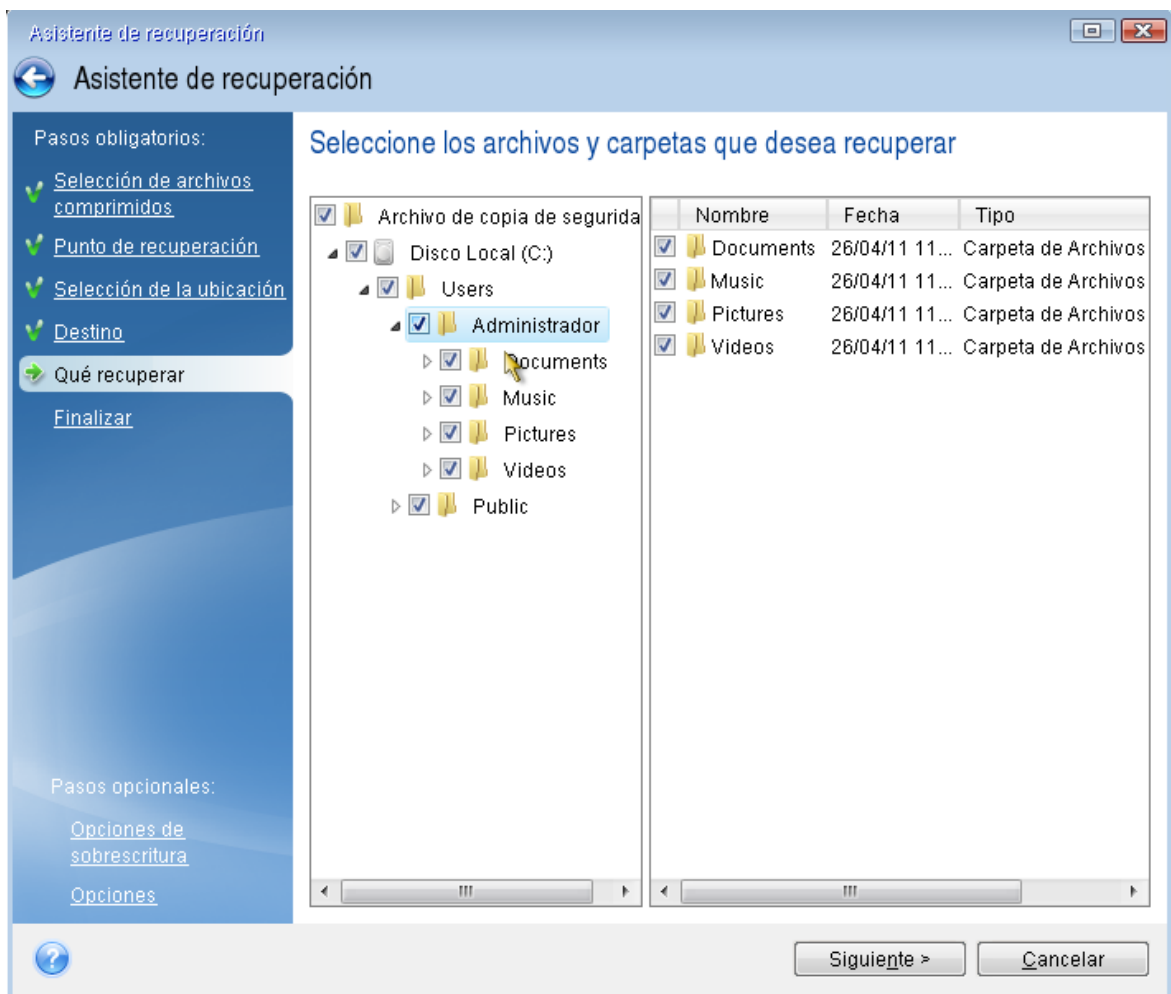 Asistente de recuperación
Asistente de recuperación
Pasos obligatorios:
Selección de archivos
comprimidos
Punto de recuperación
Selección de la ubicación
Destino
Qué recuperar
Finalizar
Pasos opcionales:
Opciones de
sobrescritura
Opciones
Seleccione los archivos y carpetas que desea recuperar
Archivo de copia de segurida
Disco Local (C:)
Users
Administrador
Documents
Music
Pictures
Videos
Public
Nombre Fecha Tipo
Documents 26/04/11 11... Carpeta de Archivos
Music 26/04/11 11... Carpeta de Archivos
Pictures 26/04/11 11... Carpeta de Archivos
Videos 26/04/11 11... Carpeta de Archivos
?
Siguiente >
Cancelar